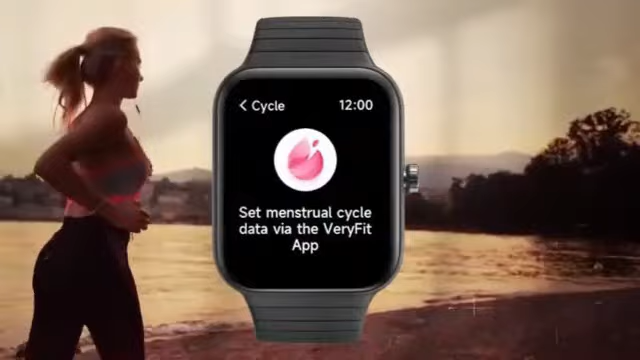 < Cycle 12:00
Set menstrual cycle
data via the VeryFit
App